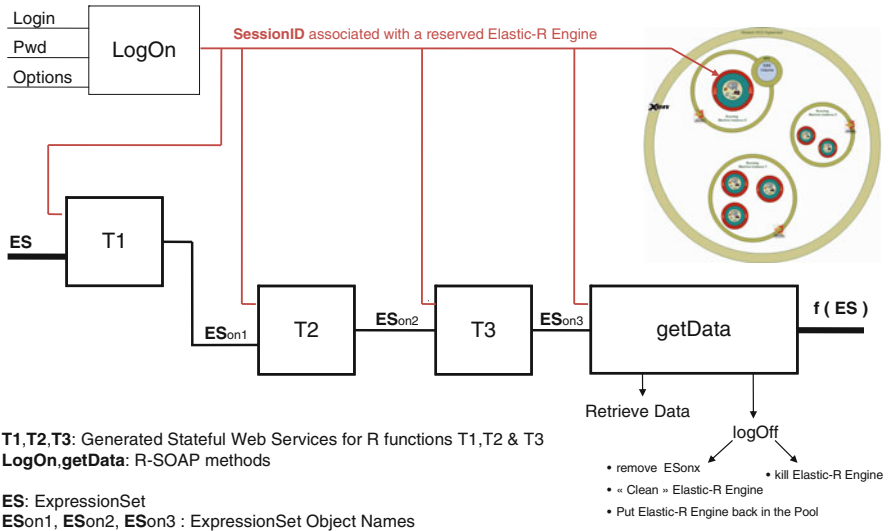 Login
Pwd
Options
LogOn
SessionID associated with a reserved Elastic-R Engine
Xen
ES
T1
ESon1
T2
ESon2
T3
ESon3
getData
f ( ES )
Retrieve Data
logOff
• remove ESonx
• « Clean » Elastic-R Engine
• Put Elastic-R Engine back in the Pool
• kill Elastic-R Engine
T1,T2,T3: Generated Stateful Web Services for R functions T1,T2 & T3
LogOn,getData: R-SOAP methods
ES: ExpressionSet
ESon1, ESon2, ESon3 : ExpressionSet Object Names